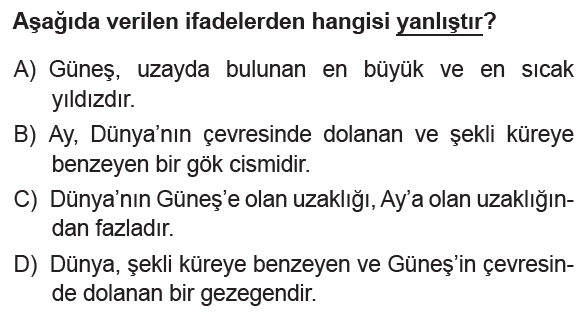 Aşağıda verilen ifadelerden hangisi yanlıştır?
A) Güneş, uzayda bulunan en büyük ve en sıcak
yıldızdır.
B) Ay, Dünya’nın çevresinde dolanan ve şekli küreye
benzeyen bir gök cismidir.
C) Dünya’nın Güneş’e olan uzaklığı, Ay’a olan uzaklığın-
dan fazladır.
D) Dünya, şekli küreye benzeyen ve Güneş’in çevresin-
de dolanan bir gezegendir.